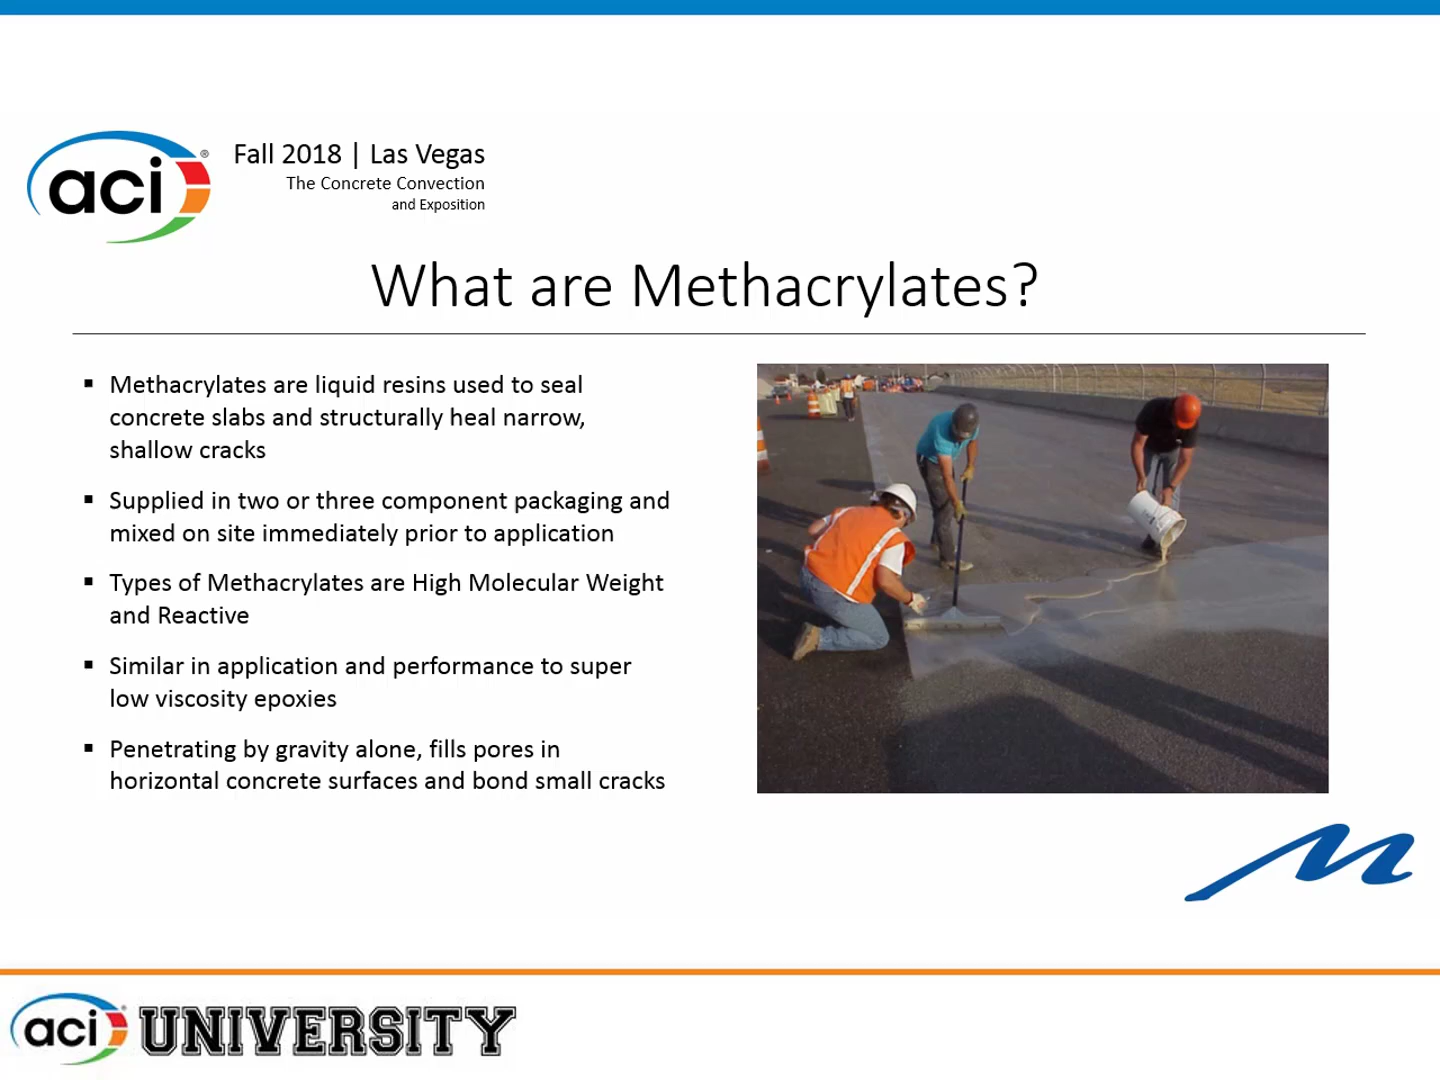 aci®
Fall 2018 | Las Vegas
The Concrete Convection
and Exposition
What are Methacrylates?
▪ Methacrylates are liquid resins used to seal
concrete slabs and structurally heal narrow,
shallow cracks
▪ Supplied in two or three component packaging and
mixed on site immediately prior to application
▪ Types of Methacrylates are High Molecular Weight
and Reactive
▪ Similar in application and performance to super
low viscosity epoxies
▪ Penetrating by gravity alone, fills pores in
horizontal concrete surfaces and bond small cracks
aci UNIVERSITY